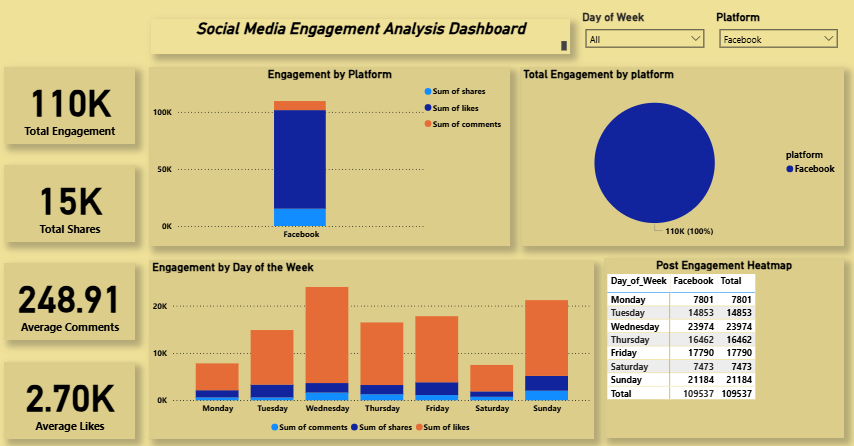 Social Media Engagement Analysis Dashboard
Day of Week
All
Platform
Facebook
110K
Total Engagement
15K
Total Shares
248.91
Average Comments
2.70K
Average Likes
Engagement by Platform
100K
50K
0K
Facebook
Sum of shares
Sum of likes
Sum of comments
Total Engagement by platform
110K (100%)
platform
Facebook
Engagement by Day of the Week
20K
10K
0K
Monday Tuesday Wednesday Thursday Friday Saturday Sunday
Sum of comments Sum of shares Sum of likes
Post Engagement Heatmap
Day_of_Week Facebook Total
Monday 7801 7801
Tuesday 14853 14853
Wednesday 23974 23974
Thursday 16462 16462
Friday 17790 17790
Saturday 7473 7473
Sunday 21184 21184
Total 109537 109537